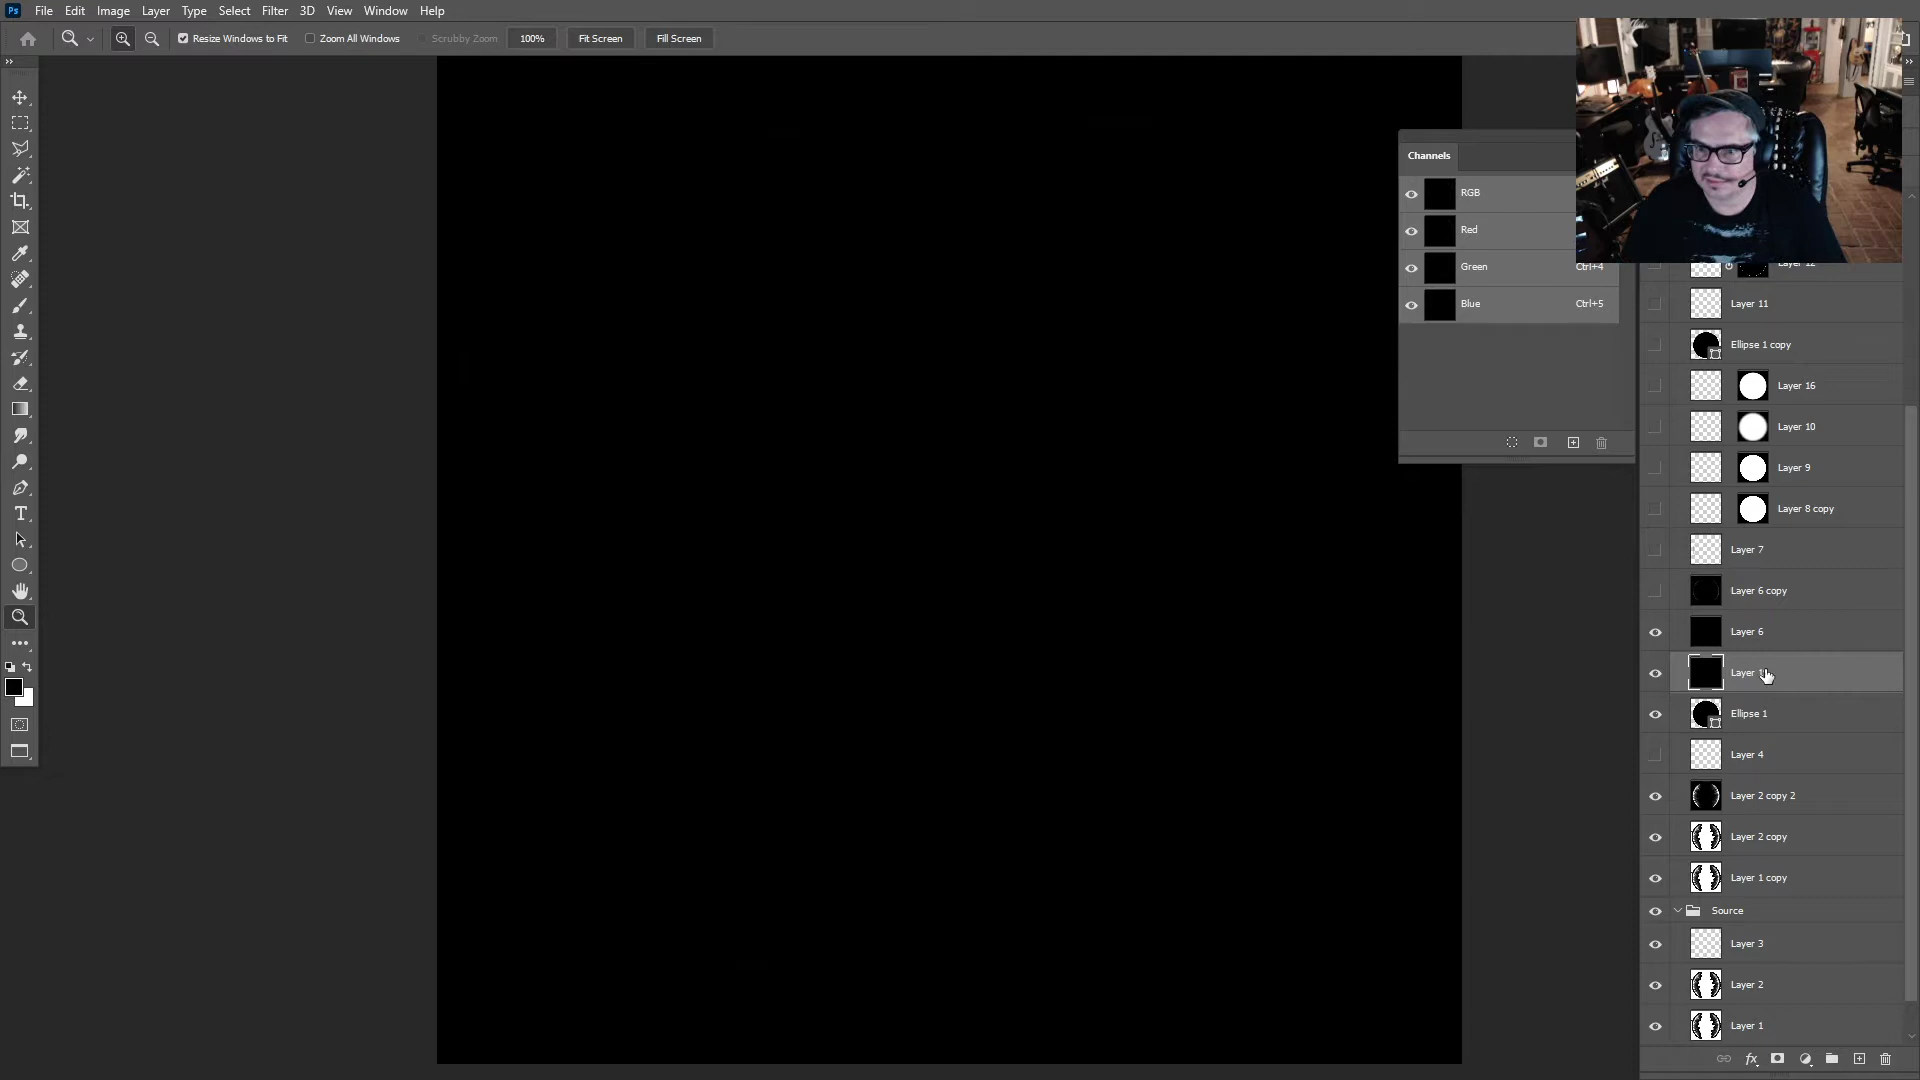 Ps File Edit Image Layer Type Select Filter 3D View Window Help
Resize Windows to Fit Zoom All Windows Scrubby Zoom 100% Fit Screen Fill Screen
Channels
RGB
Red
Green Ctrl+4
Blue Ctrl+5
Layer 12
Layer 11
Ellipse 1 copy
Layer 16
Layer 10
Layer 9
Layer 8 copy
Layer 7
Layer 6 copy
Layer 6
Layer
Ellipse 1
Layer 4
Layer 2 copy 2
Layer 2 copy
Layer 1 copy
Source
Layer 3
Layer 2
Layer 1
fx